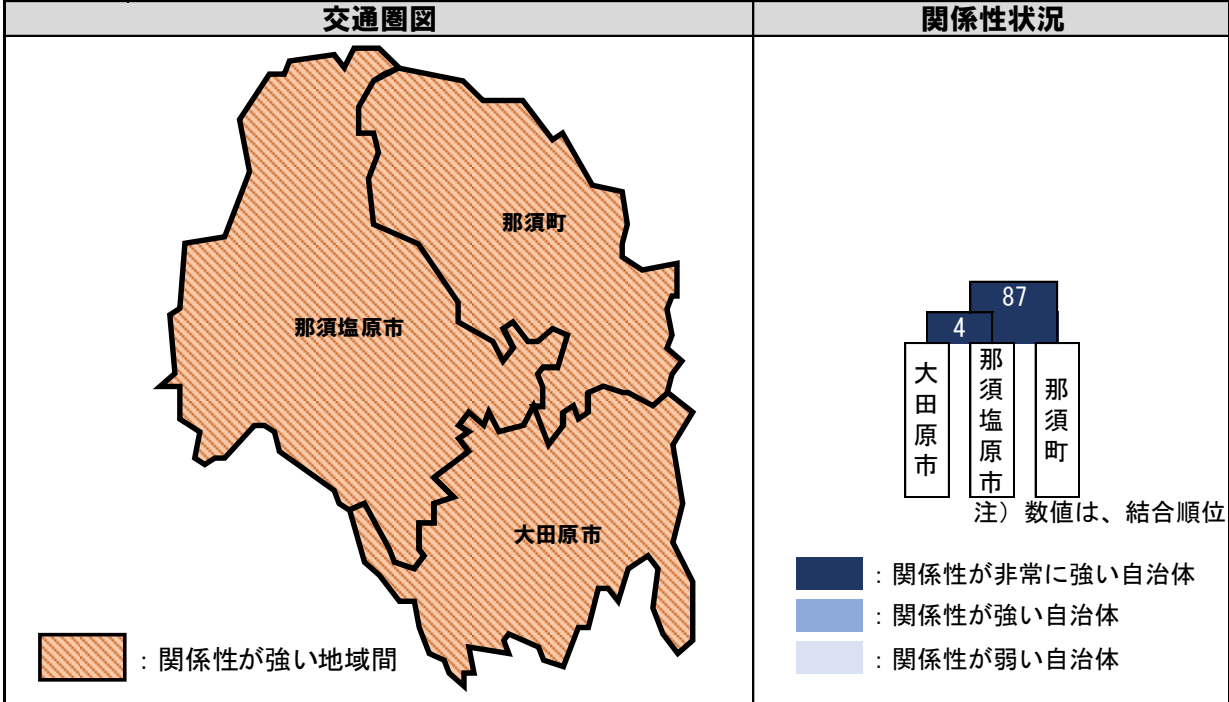 交通圏図
関係性状況
那須町
那須塩原市
大田原市
：関係性が強い地域間
87
4
大田原市
那須塩原市
那須町
注）数値は、結合順位
：関係性が非常に強い自治体
：関係性が強い自治体
：関係性が弱い自治体